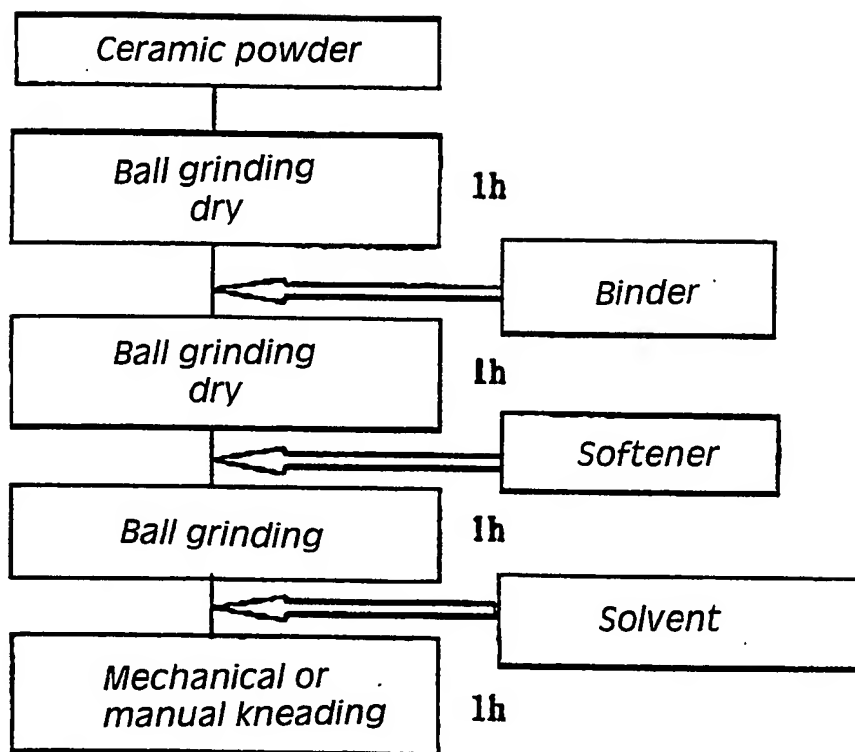 Ceramic powder
Ball grinding
dry
1h
Binder
Ball grinding
dry
1h
Softener
Ball grinding
1h
Solvent
Mechanical or
manual kneading
1h